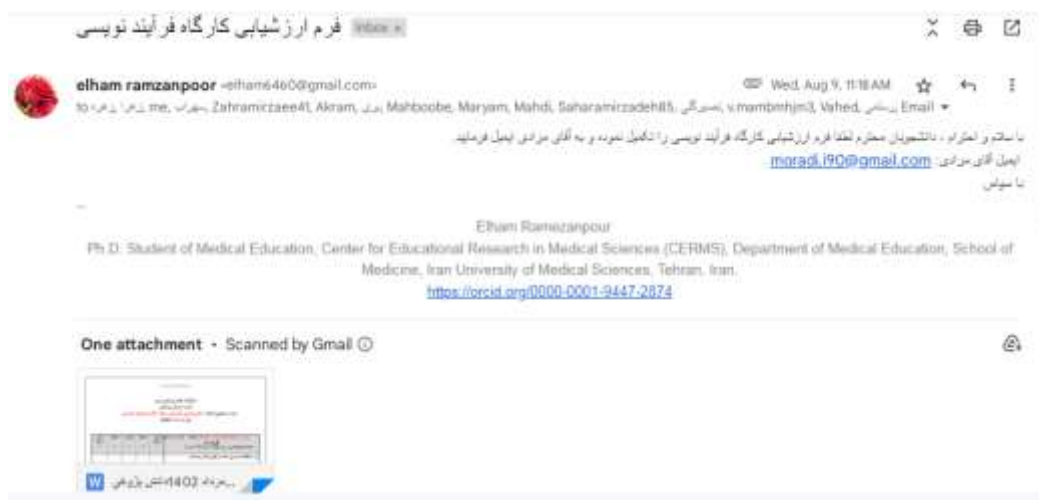 فرم ارزشیابی کارگاه فرآیند نویسی Inbox ×
elham ramzanpoor <elham6460@gmail.com> Wed, Aug 9, 11:18 AM
to me, Zahramirzaee41, Akram, پری, Mahboobe, Maryam, Mahdi, Saharamirzadeh85, v.mambmhjm3, Vahed, Email
با سلام و احترام ، دانشجویان محترم لطفا فرم ارزشیابی کارگاه فرآیند نویسی را تکمیل نموده و به آقای مرادی ایمیل فرمایید.
ایمیل آقای مرادی: moradi.i90@gmail.com
با سپاس
--
Elham Ramezanpour
Ph.D. Student of Medical Education, Center for Educational Research in Medical Sciences (CERMS), Department of Medical Education, School of
Medicine, Iran University of Medical Sciences, Tehran, Iran.
https://orcid.org/0000-0001-9447-2874
One attachment • Scanned by Gmail
W مرداد 1402دانش پژوهی...